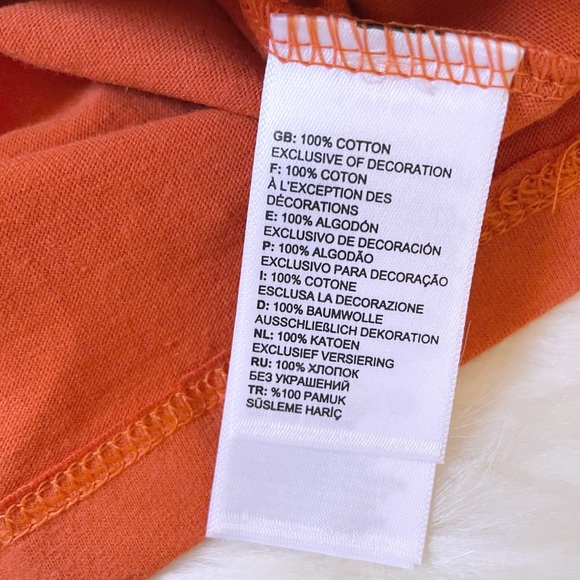 GB: 100% COTTON
EXCLUSIVE OF DECORATION
F: 100% COTON
À L'EXCEPTION DES
DÉCORATIONS
E: 100% ALGODÓN
EXCLUSIVO DE DECORACIÓN
P: 100% ALGODÃO
EXCLUSIVO PARA DECORAÇÃO
I: 100% COTONE
ESCLUSA LA DECORAZIONE
D: 100% BAUMWOLLE
AUSSCHLIEßLICH DEKORATION
NL: 100% KATOEN
EXCLUSIEF VERSIERING
RU: 100% ХЛОПОК
БЕЗ УКРАШЕНИЙ
TR: %100 PAMUK
SÜSLEME HARİÇ